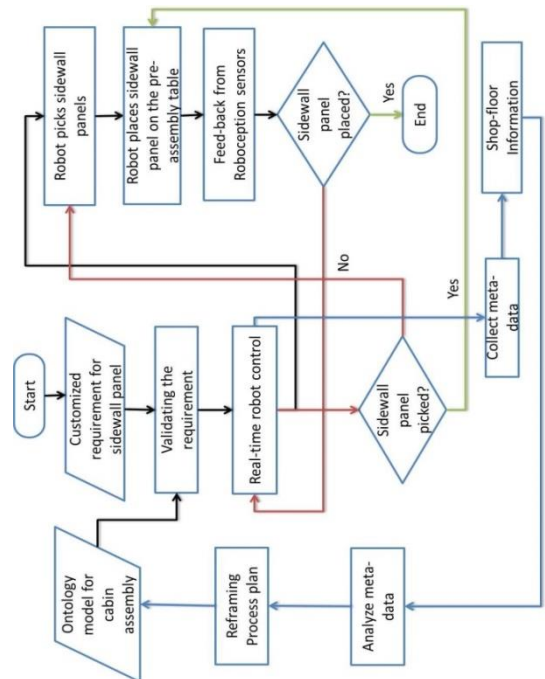 Start
Customized
requirement for
sidewall panel
Validating the
requirement
Real-time robot control
Sidewall
panel
picked?
Ontology
model for
cabin
assembly
Reframing
Process plan
Analyze meta-
data
Robot picks sidewall
panels
Robot places sidewall
panel on the pre-
assembly table
Feed-back from
Roboception sensors
Sidewall
panel
placed?
Yes
End
No
Yes
Collect meta-
data
Shop-floor
Information